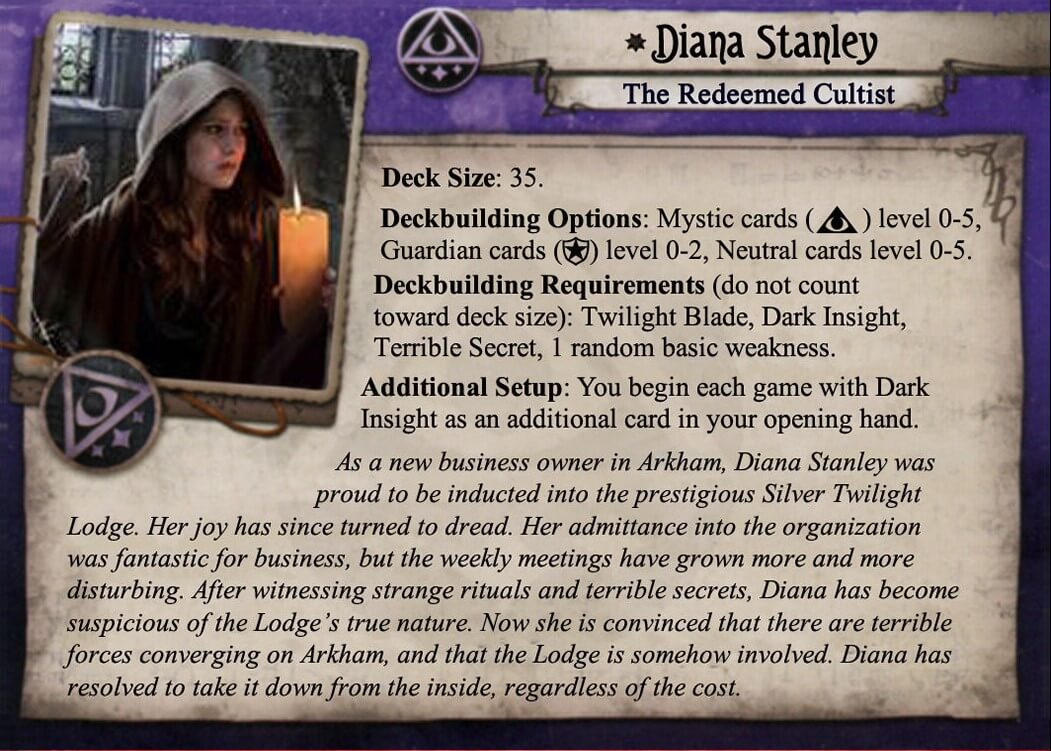 Diana Stanley
The Redeemed Cultist
Deck Size: 35.
Deckbuilding Options: Mystic cards ( ) level 0-5,
Guardian cards ( ) level 0-2, Neutral cards level 0-5.
Deckbuilding Requirements (do not count
toward deck size): Twilight Blade, Dark Insight,
Terrible Secret, 1 random basic weakness.
Additional Setup: You begin each game with Dark
Insight as an additional card in your opening hand.
As a new business owner in Arkham, Diana Stanley was
proud to be inducted into the prestigious Silver Twilight
Lodge. Her joy has since turned to dread. Her admittance into the organization
was fantastic for business, but the weekly meetings have grown more and more
disturbing. After witnessing strange rituals and terrible secrets, Diana has become
suspicious of the Lodge’s true nature. Now she is convinced that there are terrible
forces converging on Arkham, and that the Lodge is somehow involved. Diana has
resolved to take it down from the inside, regardless of the cost.